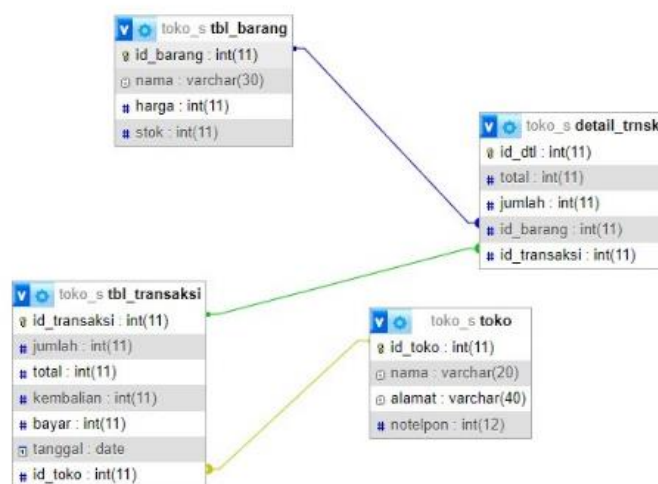 toko_s tbl_barang
id_barang : int(11)
nama : varchar(30)
harga : int(11)
stok : int(11)
toko_s detail_trnsk
id_dtl : int(11)
total : int(11)
jumlah : int(11)
id_barang : int(11)
id_transaksi : int(11)
toko_s tbl_transaksi
id_transaksi : int(11)
jumlah : int(11)
total : int(11)
kembalian : int(11)
bayar : int(11)
tanggal : date
id_toko : int(11)
toko_s toko
id_toko : int(11)
nama : varchar(20)
alamat : varchar(40)
notelpon : int(12)